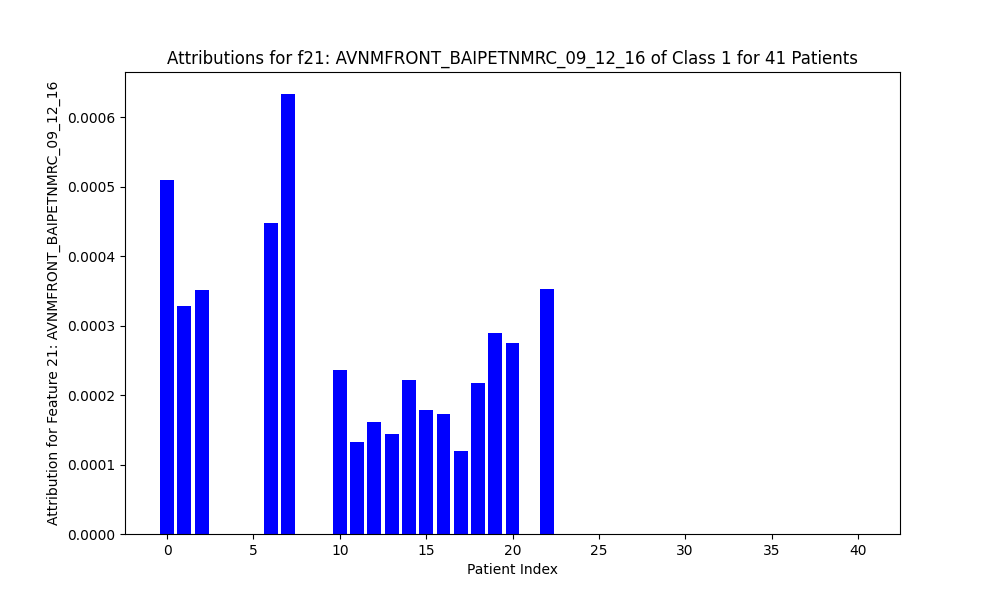 Attributions for f21: AVNMFRONT_BAIPETNMRC_09_12_16 of Class 1 for 41 Patients
Attribution for Feature 21: AVNMFRONT_BAIPETNMRC_09_12_16
0.0006
0.0005
0.0004
0.0003
0.0002
0.0001
0.0000
0 5 10 15 20 25 30 35 40
Patient Index